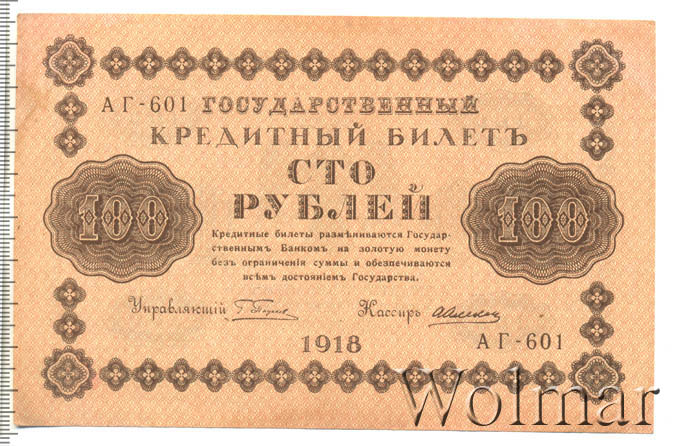 АГ-601 ГОСУДАРСТВЕННЫЙ
КРЕДИТНЫЙ БИЛЕТЪ
СТО
РУБЛЕЙ
100 100
Кредитные билеты размѣниваются Государ-
ственнымъ Банкомъ на золотую монету
безъ ограниченія суммы и обезпечиваются
всѣмъ достояніемъ Государства.
Управляющій Кассиръ
1918 АГ-601
Wolmar